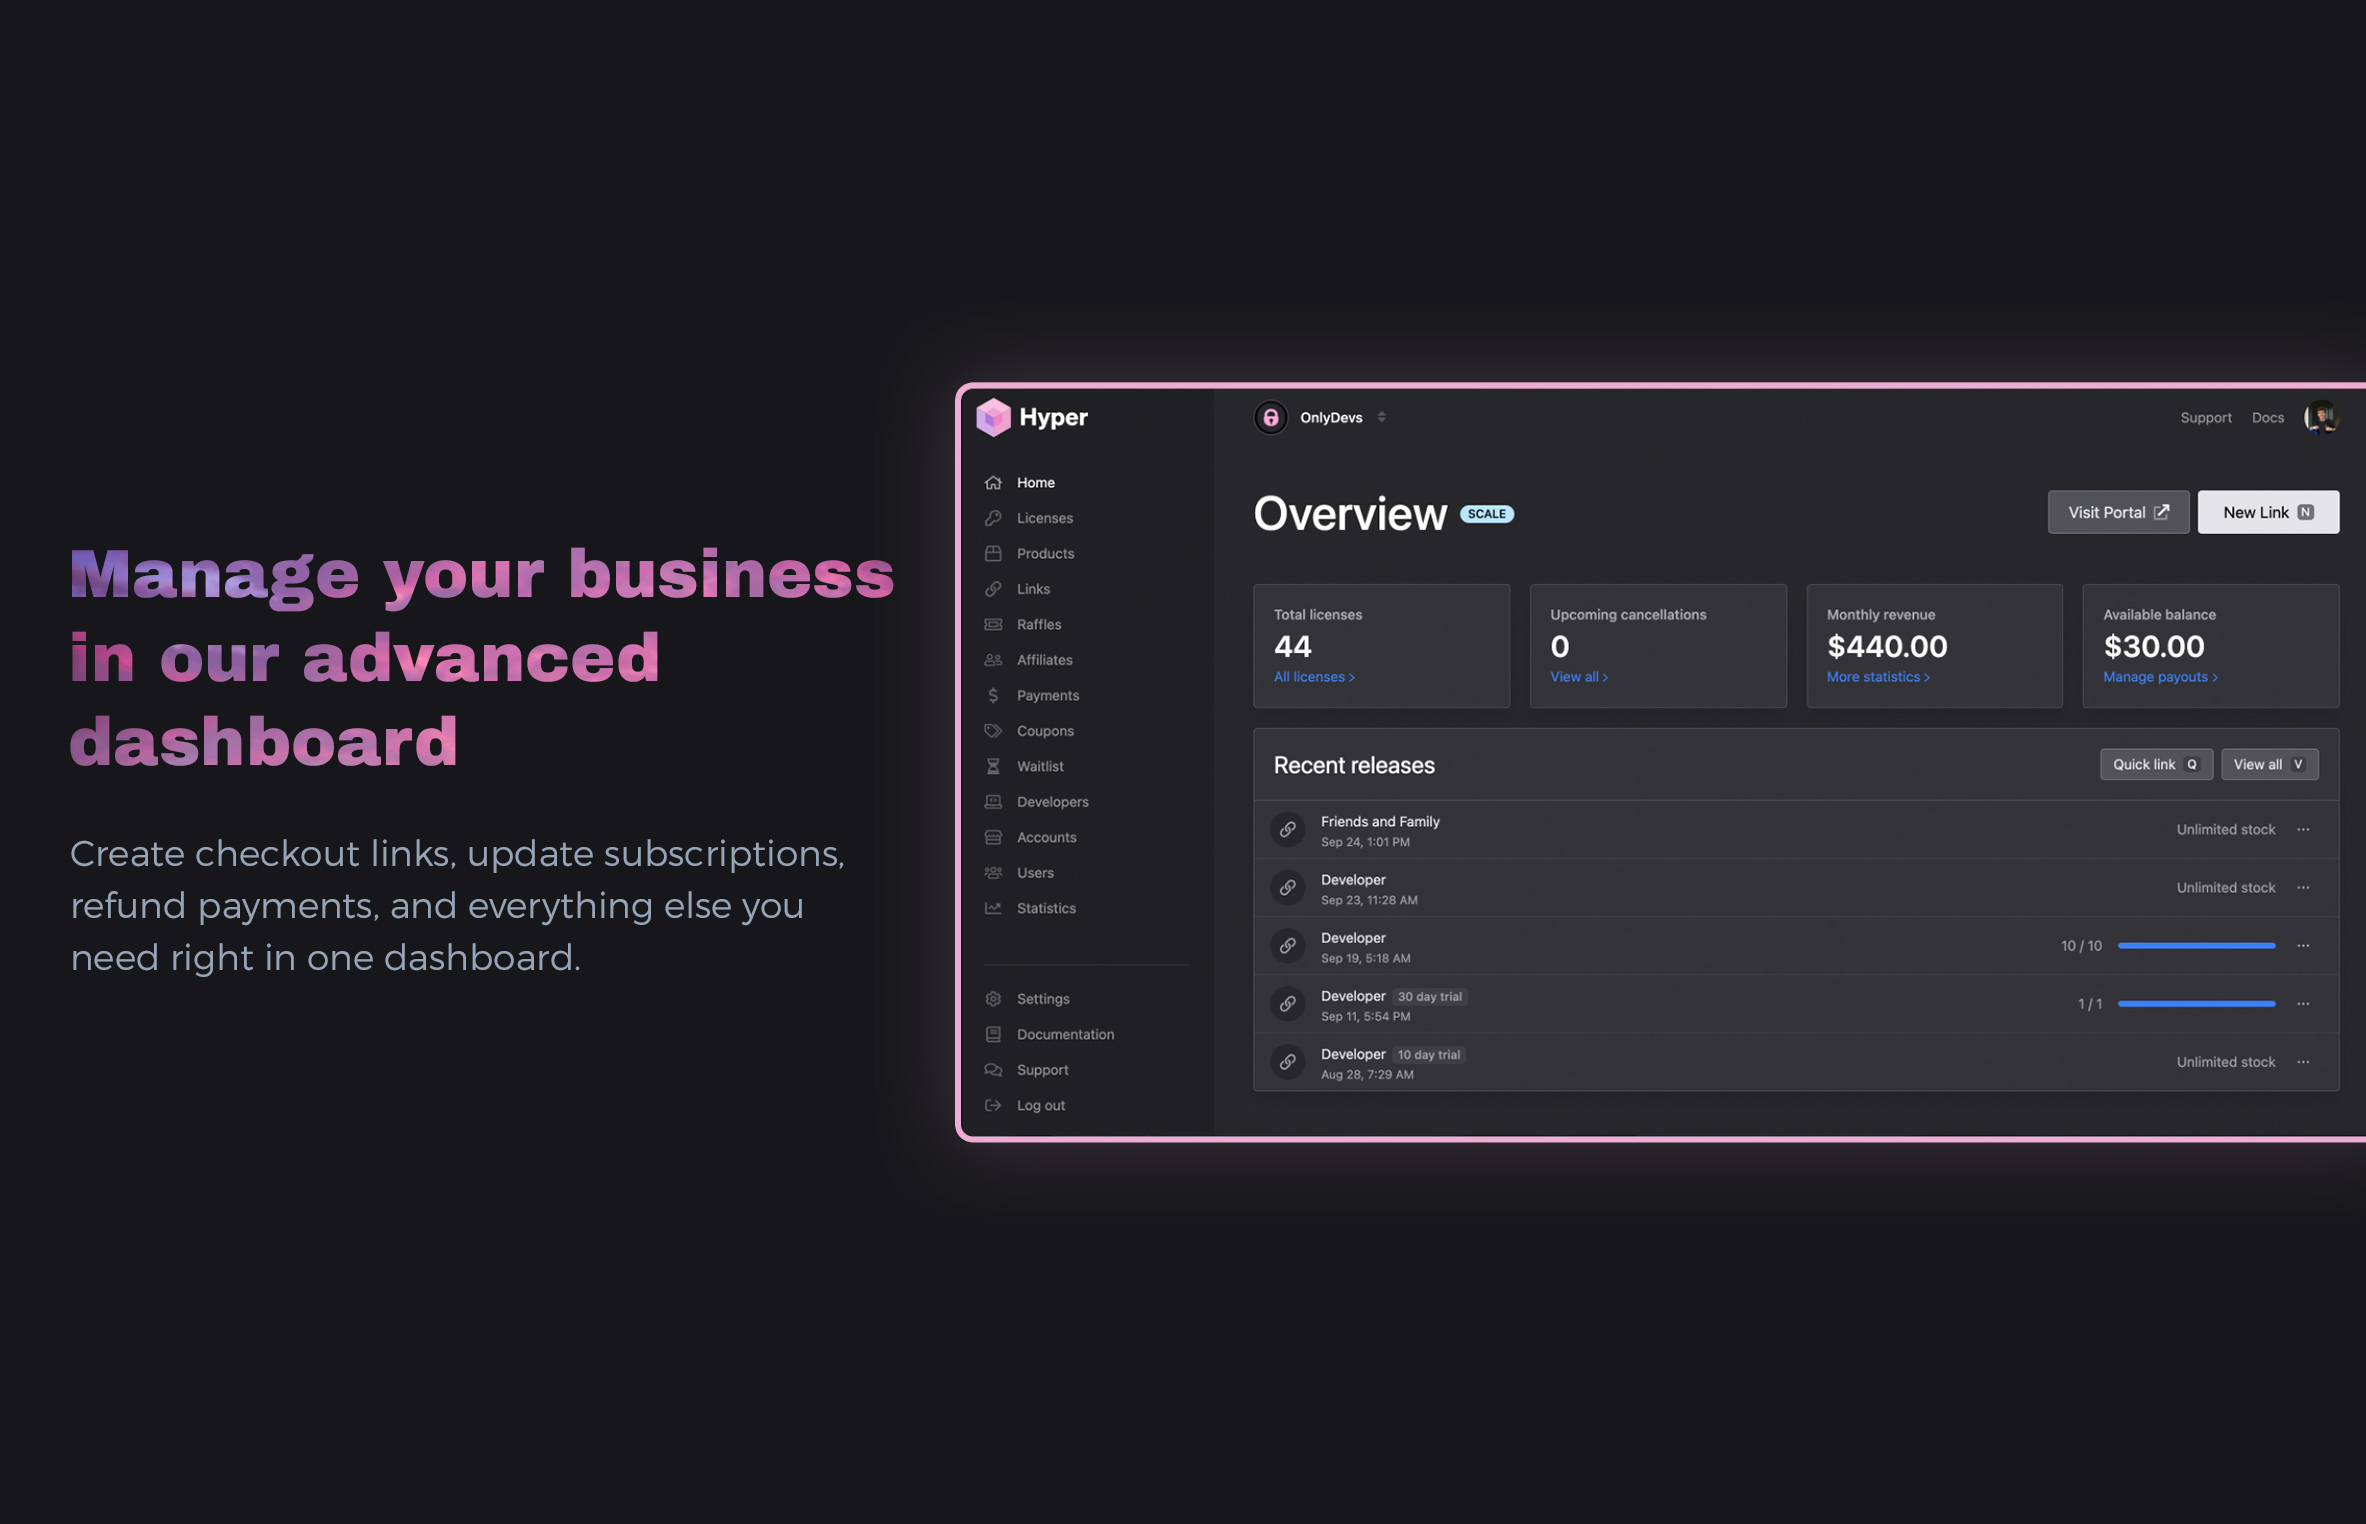 Manage your business
in our advanced
dashboard
Create checkout links, update subscriptions,
refund payments, and everything else you
need right in one dashboard.
Hyper
Home
Licenses
Products
Links
Raffles
Affiliates
Payments
Coupons
Waitlist
Developers
Accounts
Users
Statistics
Settings
Documentation
Support
Log out
OnlyDevs
Support Docs
Overview SCALE
Visit Portal New Link N
Total licenses
44
All licenses >
Upcoming cancellations
0
View all >
Monthly revenue
$440.00
More statistics >
Available balance
$30.00
Manage payouts >
Recent releases
Quick link Q View all V
Friends and Family
Sep 24, 1:01 PM
Unlimited stock
Developer
Sep 23, 11:28 AM
Unlimited stock
Developer
Sep 19, 5:18 AM
10 / 10
Developer 30 day trial
Sep 11, 5:54 PM
1 / 1
Developer 10 day trial
Aug 28, 7:29 AM
Unlimited stock